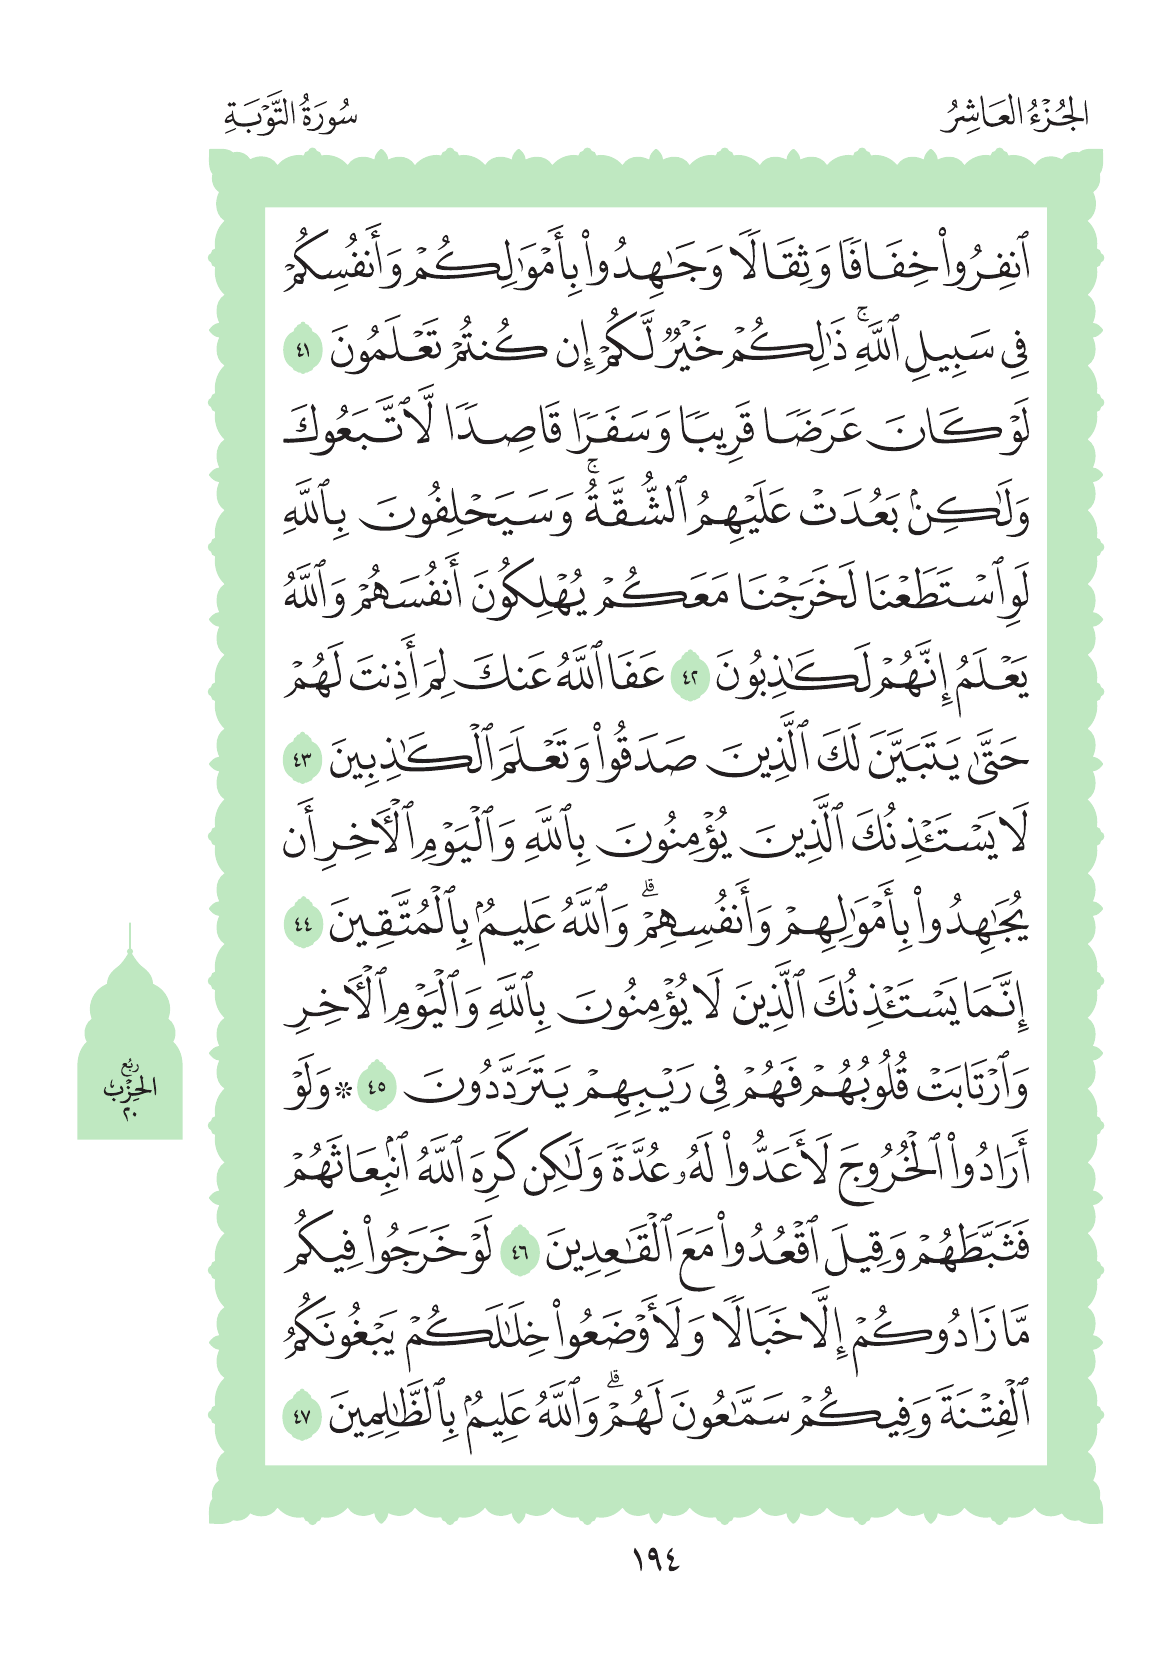 الجُزْءُ العَاشِرُ
سُورَةُ التَّوْبَةِ
ٱنفِرُواْ خِفَافٗا وَثِقَالٗا وَجَٰهِدُواْ بِأَمۡوَٰلِكُمۡ وَأَنفُسِكُمۡ
فِي سَبِيلِ ٱللَّهِۚ ذَٰلِكُمۡ خَيۡرٞ لَّكُمۡ إِن كُنتُمۡ تَعۡلَمُونَ ٤١
لَوۡ كَانَ عَرَضٗا قَرِيبٗا وَسَفَرٗا قَاصِدٗا لَّٱتَّبَعُوكَ
وَلَٰكِنۢ بَعُدَتۡ عَلَيۡهِمُ ٱلشُّقَّةُۚ وَسَيَحۡلِفُونَ بِٱللَّهِ
لَوِ ٱسۡتَطَعۡنَا لَخَرَجۡنَا مَعَكُمۡ يُهۡلِكُونَ أَنفُسَهُمۡ وَٱللَّهُ
يَعۡلَمُ إِنَّهُمۡ لَكَٰذِبُونَ ٤٢ عَفَا ٱللَّهُ عَنكَ لِمَ أَذِنتَ لَهُمۡ
حَتَّىٰ يَتَبَيَّنَ لَكَ ٱلَّذِينَ صَدَقُواْ وَتَعۡلَمَ ٱلۡكَٰذِبِينَ ٤٣
لَا يَسۡتَـٔۡذِنُكَ ٱلَّذِينَ يُؤۡمِنُونَ بِٱللَّهِ وَٱلۡيَوۡمِ ٱلۡأٓخِرِ أَن
يُجَٰهِدُواْ بِأَمۡوَٰلِهِمۡ وَأَنفُسِهِمۡۗ وَٱللَّهُ عَلِيمُۢ بِٱلۡمُتَّقِينَ ٤٤
إِنَّمَا يَسۡتَـٔۡذِنُكَ ٱلَّذِينَ لَا يُؤۡمِنُونَ بِٱللَّهِ وَٱلۡيَوۡمِ ٱلۡأٓخِرِ
وَٱرۡتَابَتۡ قُلُوبُهُمۡ فَهُمۡ فِي رَيۡبِهِمۡ يَتَرَدَّدُونَ ٤٥ ۞ وَلَوۡ
أَرَادُواْ ٱلۡخُرُوجَ لَأَعَدُّواْ لَهُۥ عُدَّةٗ وَلَٰكِن كَرِهَ ٱللَّهُ ٱنۢبِعَاثَهُمۡ
فَثَبَّطَهُمۡ وَقِيلَ ٱقۡعُدُواْ مَعَ ٱلۡقَٰعِدِينَ ٤٦ لَوۡ خَرَجُواْ فِيكُم
مَّا زَادُوكُمۡ إِلَّا خَبَالٗا وَلَأَوۡضَعُواْ خِلَٰلَكُمۡ يَبۡغُونَكُمُ
ٱلۡفِتۡنَةَ وَفِيكُمۡ سَمَّٰعُونَ لَهُمۡۗ وَٱللَّهُ عَلِيمُۢ بِٱلظَّٰلِمِينَ ٤٧
ربع
الحِزْب
٢٠
١٩٤